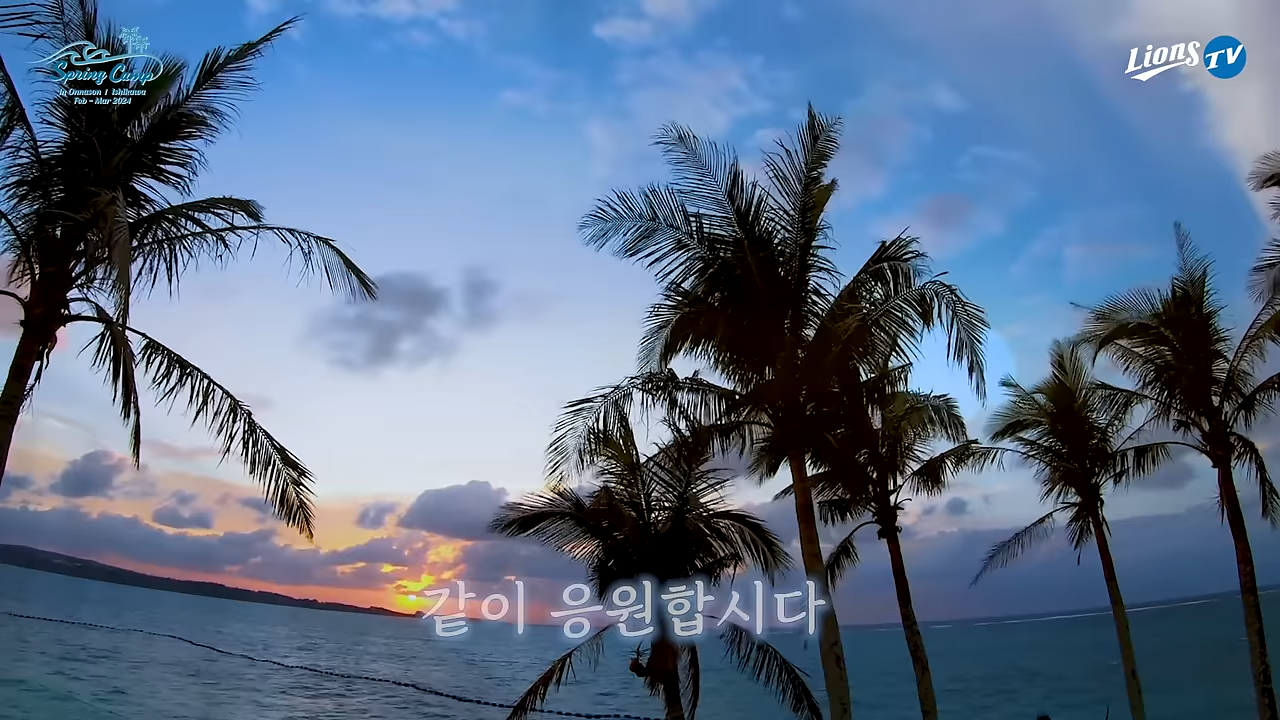 Spring Camp
In Onnason I Ishikawa
Feb - Mar 2024
Lions TV
같이 응원합시다